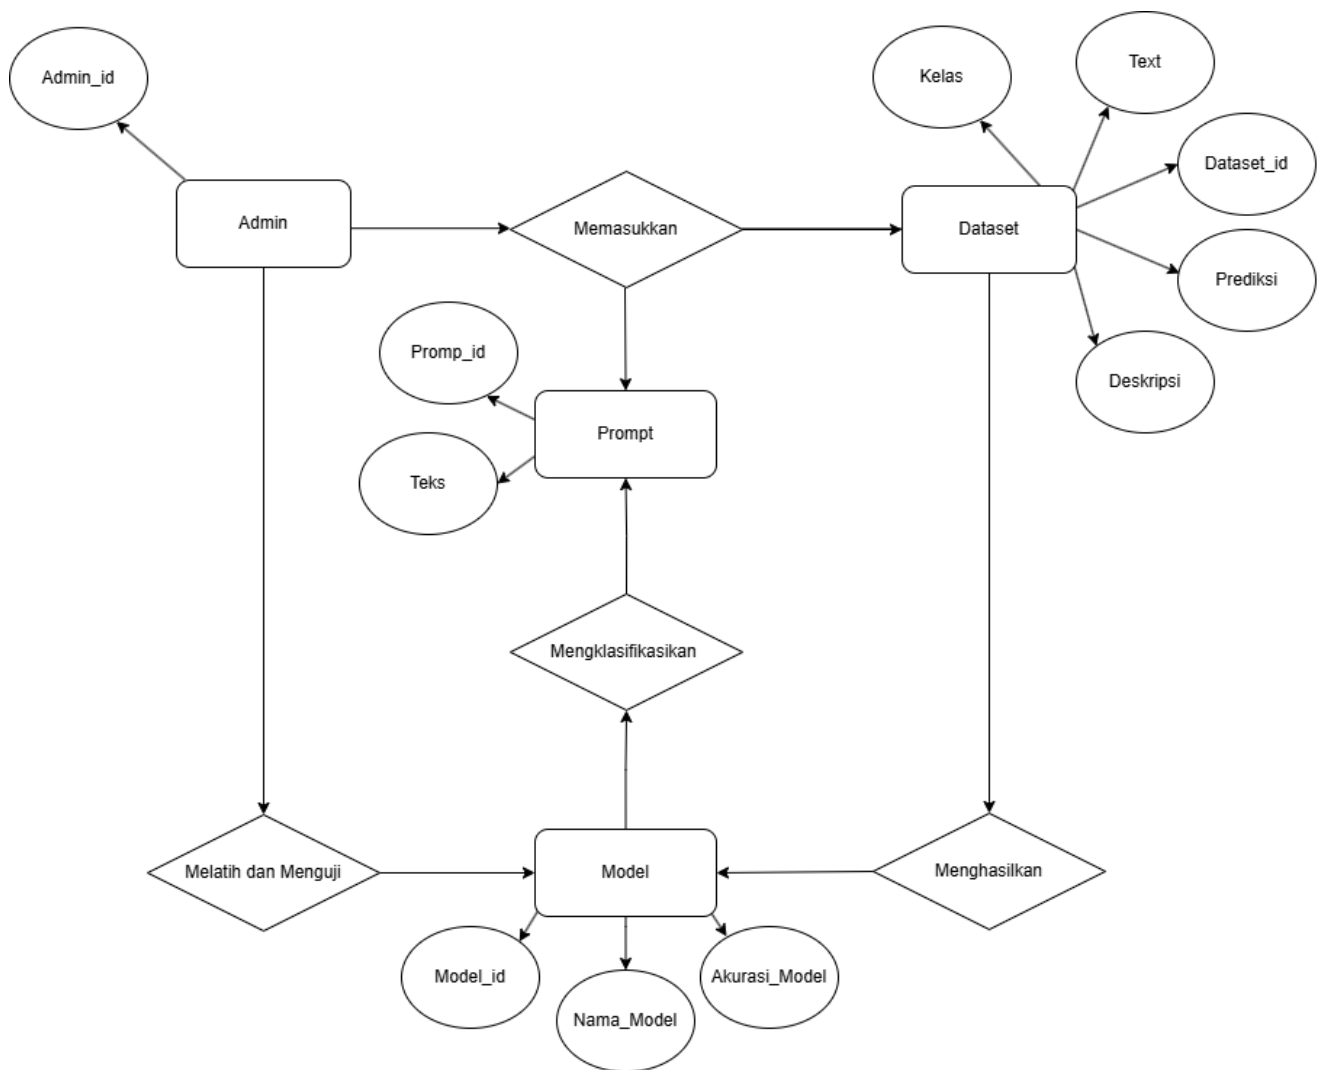 Admin_id
Kelas
Text
Dataset_id
Admin
Memasukkan
Dataset
Prediksi
Promp_id
Deskripsi
Prompt
Teks
Mengklasifikasikan
Melatih dan Menguji
Model
Menghasilkan
Model_id
Nama_Model
Akurasi_Model